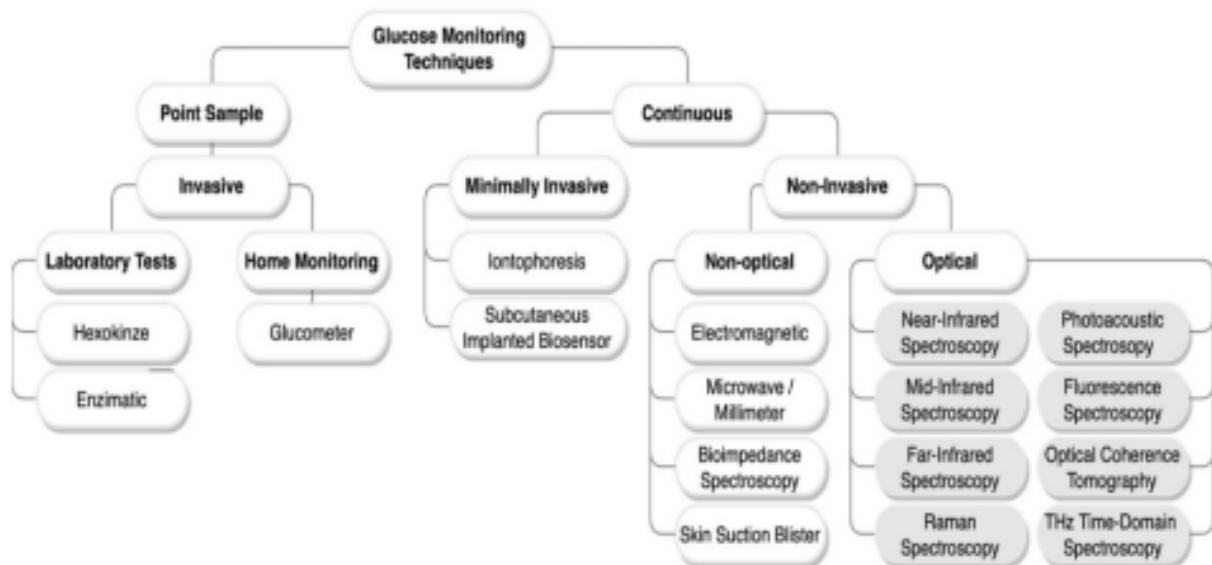 Glucose Monitoring
Techniques
Point Sample
Continuous
Invasive
Minimally Invasive
Non-Invasive
Laboratory Tests
Home Monitoring
Iontophoresis
Non-optical
Optical
Hexokinze
Glucometer
Subcutaneous
Implanted Biosensor
Electromagnetic
Near-Infrared
Spectroscopy
Photoacoustic
Spectrosopy
Enzimatic
Microwave /
Millimeter
Mid-Infrared
Spectroscopy
Fluorescence
Spectroscopy
Bioimpedance
Spectroscopy
Far-Infrared
Spectroscopy
Optical Coherence
Tomography
Skin Suction Blister
Raman
Spectroscopy
THz Time-Domain
Spectroscopy